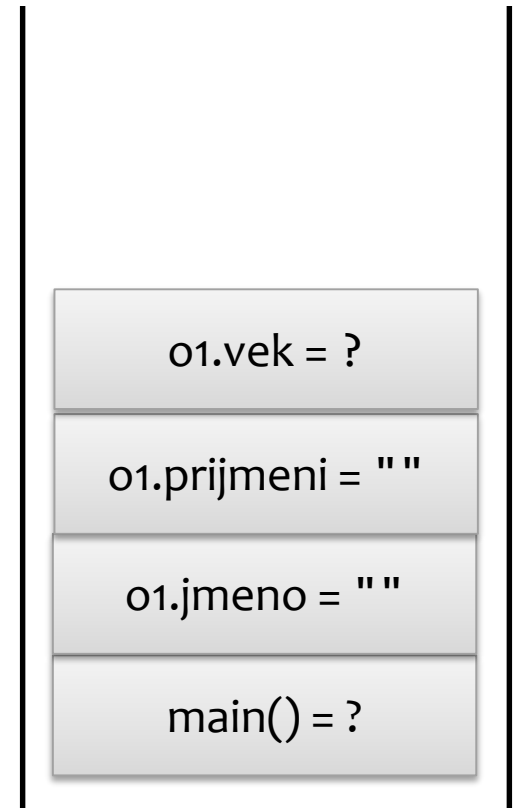 o1.vek = ?
o1.prijmeni = ""
o1.jmeno = ""
main() = ?